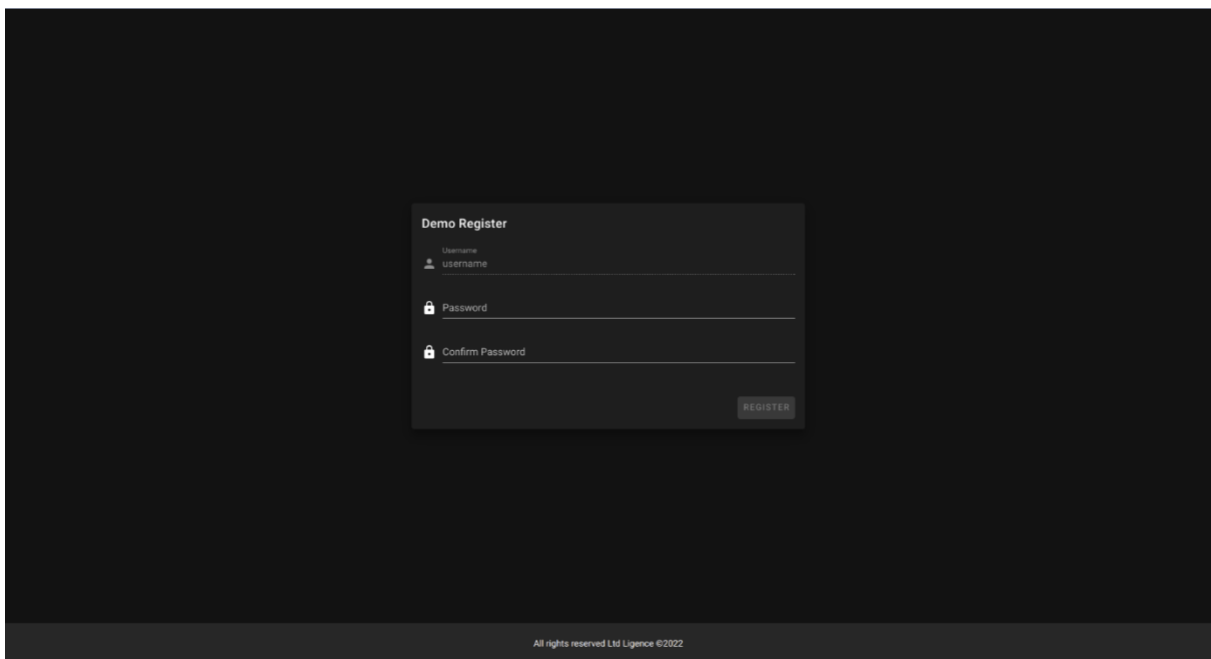 Demo Register
Username
username
Password
Confirm Password
REGISTER
All rights reserved Ltd Ligence ©2022